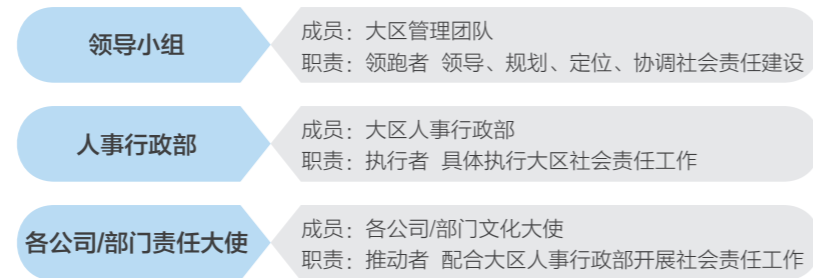 领导小组
成员：大区管理团队
职责：领跑者 领导、规划、定位、协调社会责任建设
人事行政部
成员：大区人事行政部
职责：执行者 具体执行大区社会责任工作
各公司/部门责任大使
成员：各公司/部门文化大使
职责：推动者 配合大区人事行政部开展社会责任工作